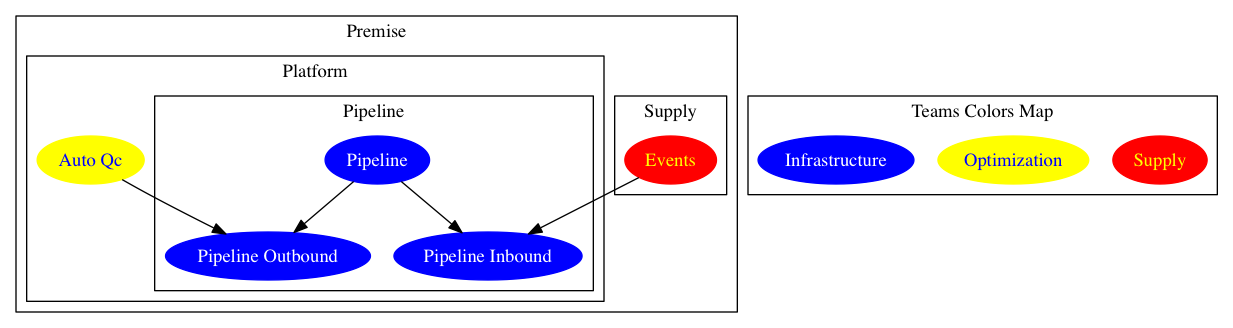 Premise
Platform
Pipeline
Supply
Teams Colors Map
Auto Qc
Pipeline
Events
Infrastructure
Optimization
Supply
Pipeline Outbound
Pipeline Inbound